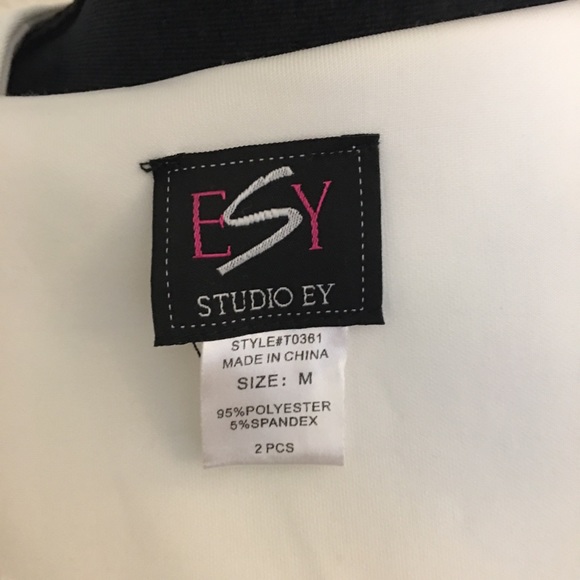 ESY
STUDIO EY
STYLE#T0361
MADE IN CHINA
SIZE: M
95%POLYESTER
5%SPANDEX
2 PCS